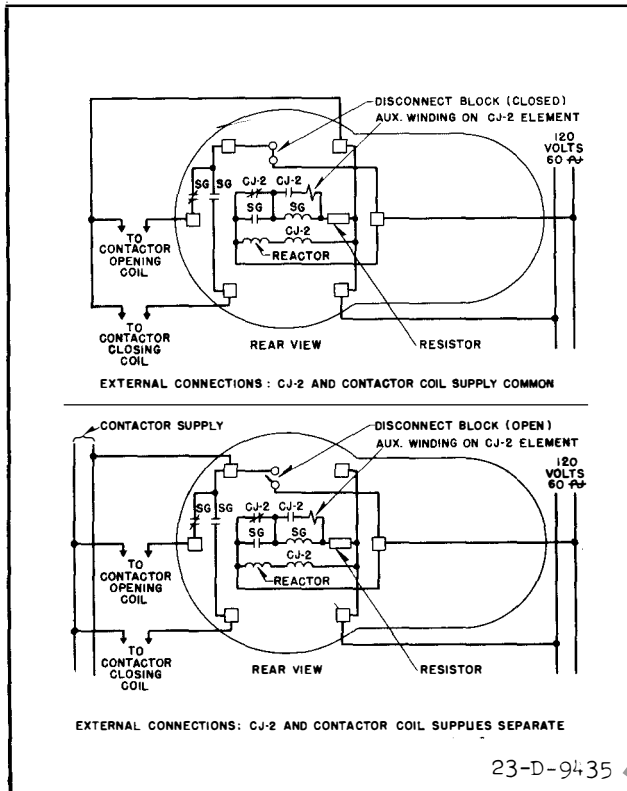 DISCONNECT BLOCK (CLOSED)
AUX. WINDING ON CJ-2 ELEMENT
120
VOLTS
60
SG
SG
CJ-2
CJ-2
SG
SG
CJ-2
REACTOR
TO
CONTACTOR
OPENING
COIL
TO
CONTACTOR
CLOSING
COIL
REAR VIEW
RESISTOR
EXTERNAL CONNECTIONS : CJ-2 AND CONTACTOR COIL SUPPLY COMMON
CONTACTOR SUPPLY
DISCONNECT BLOCK (OPEN)
AUX. WINDING ON CJ-2 ELEMENT
120
VOLTS
60
SG
SG
CJ-2
CJ-2
SG
SG
CJ-2
REACTOR
TO
CONTACTOR
OPENING
COIL
TO
CONTACTOR
CLOSING
COIL
REAR VIEW
RESISTOR
EXTERNAL CONNECTIONS: CJ-2 AND CONTACTOR COIL SUPPLIES SEPARATE
23-D-9435